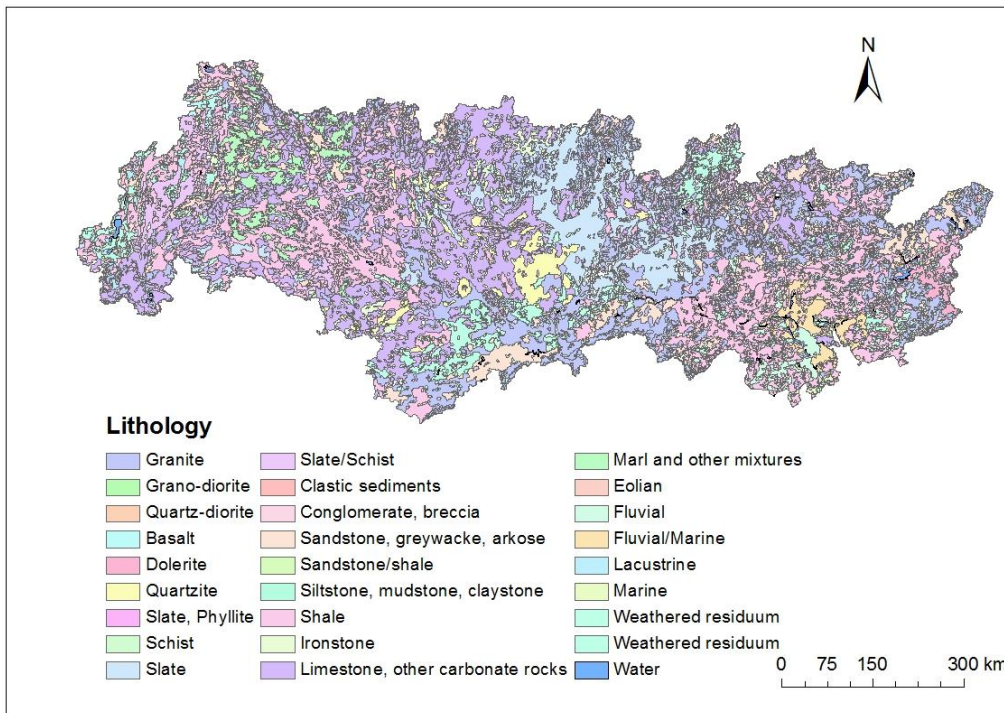 N
Lithology
Granite
Grano-diorite
Quartz-diorite
Basalt
Dolerite
Quartzite
Slate, Phyllite
Schist
Slate
Slate/Schist
Clastic sediments
Conglomerate, breccia
Sandstone, greywacke, arkose
Sandstone/shale
Siltstone, mudstone, claystone
Shale
Ironstone
Limestone, other carbonate rocks
Marl and other mixtures
Eolian
Fluvial
Fluvial/Marine
Lacustrine
Marine
Weathered residuum
Weathered residuum
Water
0 75 150 300 km